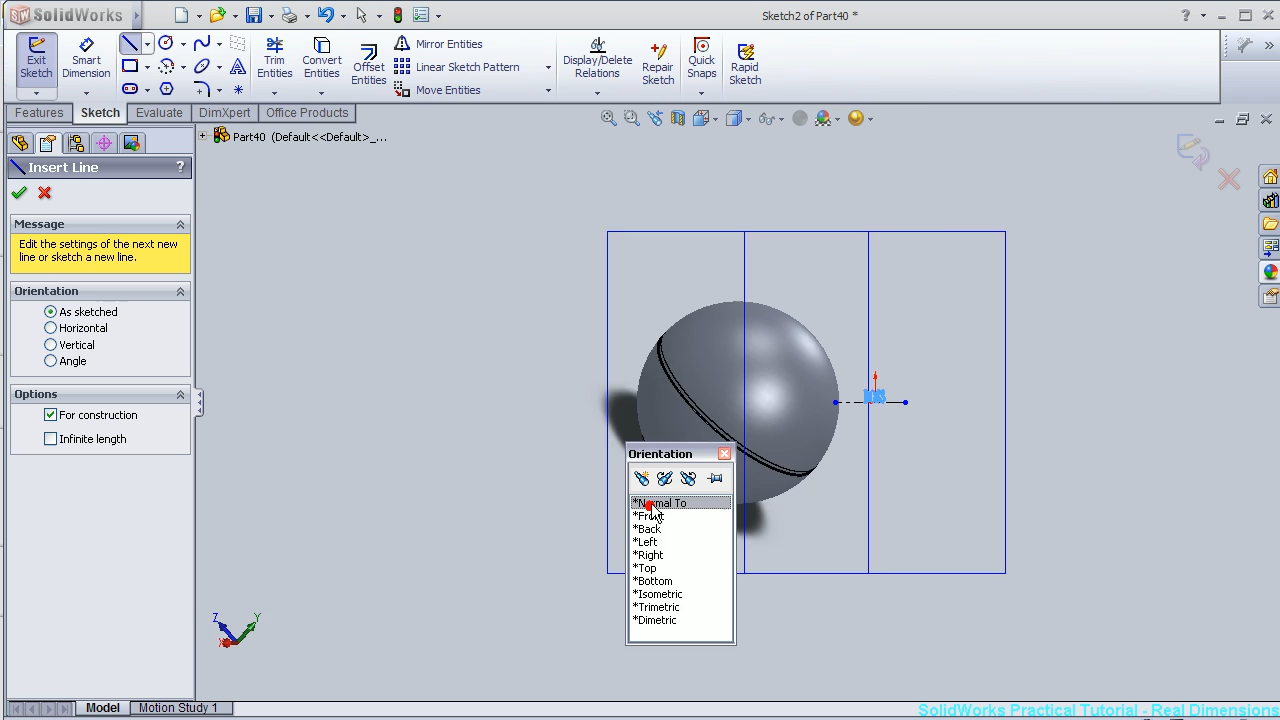 SolidWorks
Sketch2 of Part40 *
Exit Sketch
Smart Dimension
Trim Entities
Convert Entities
Offset Entities
Mirror Entities
Linear Sketch Pattern
Move Entities
Display/Delete Relations
Repair Sketch
Quick Snaps
Rapid Sketch
Features
Sketch
Evaluate
DimXpert
Office Products
Part40 (Default<<Default>_...
Insert Line
?
Message
Edit the settings of the next new
line or sketch a new line.
Orientation
As sketched
Horizontal
Vertical
Angle
Options
For construction
Infinite length
Orientation
*Normal To
*Front
*Back
*Left
*Right
*Top
*Bottom
*Isometric
*Trimetric
*Dimetric
Z
Y
X
Model
Motion Study 1
SolidWorks Practical Tutorial - Real Dimensions